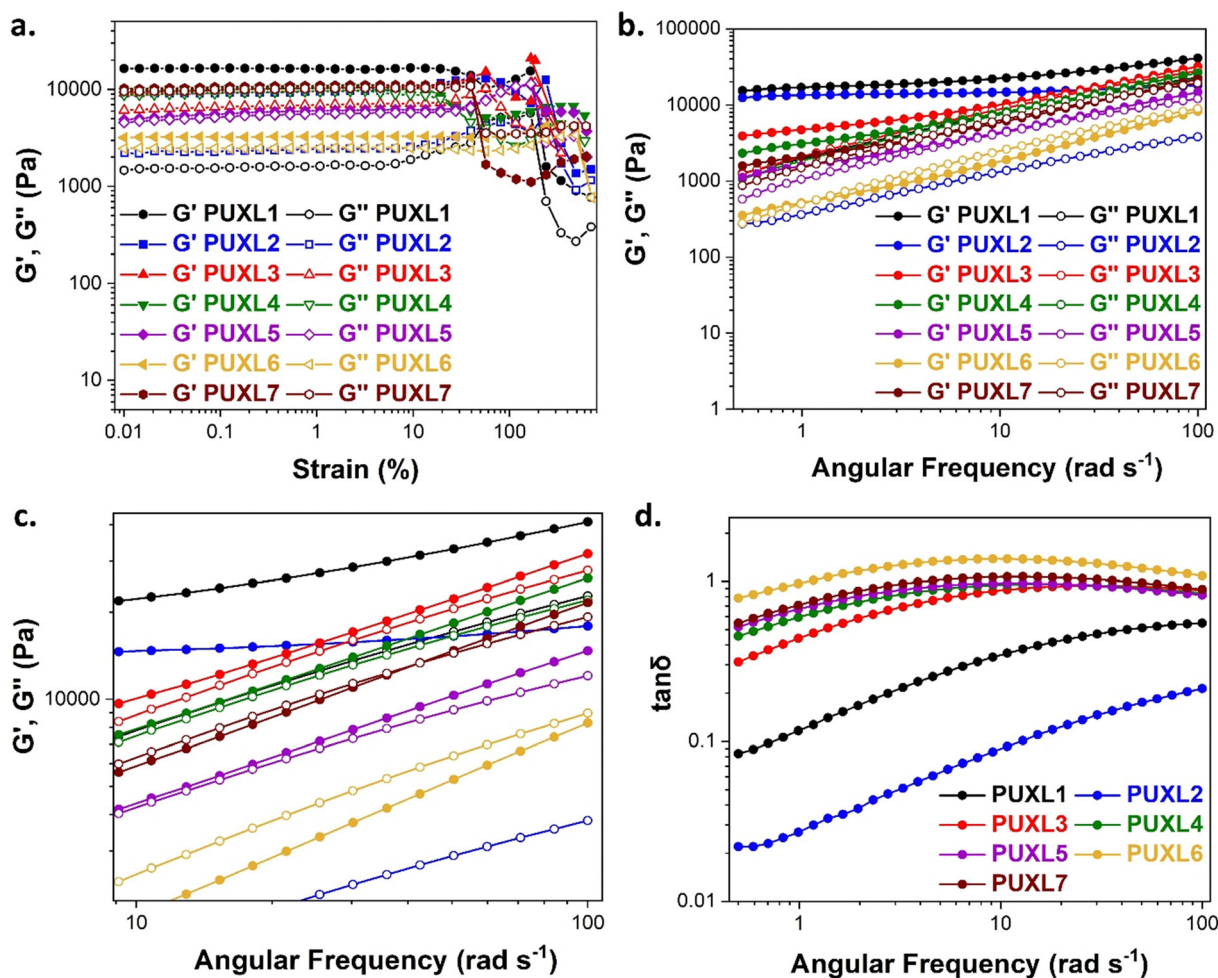 a.
G', G'' (Pa)
10000
1000
100
10
G' PUXL1 G'' PUXL1
G' PUXL2 G'' PUXL2
G' PUXL3 G'' PUXL3
G' PUXL4 G'' PUXL4
G' PUXL5 G'' PUXL5
G' PUXL6 G'' PUXL6
G' PUXL7 G'' PUXL7
0.01 0.1 1 10 100
Strain (%)
b.
G', G'' (Pa)
100000
10000
1000
100
10
1
G' PUXL1 G'' PUXL1
G' PUXL2 G'' PUXL2
G' PUXL3 G'' PUXL3
G' PUXL4 G'' PUXL4
G' PUXL5 G'' PUXL5
G' PUXL6 G'' PUXL6
G' PUXL7 G'' PUXL7
1 10 100
Angular Frequency (rad s⁻¹)
c.
G', G'' (Pa)
10000
10 100
Angular Frequency (rad s⁻¹)
d.
tanδ
1
0.1
0.01
PUXL1 PUXL2
PUXL3 PUXL4
PUXL5 PUXL6
PUXL7
1 10 100
Angular Frequency (rad s⁻¹)